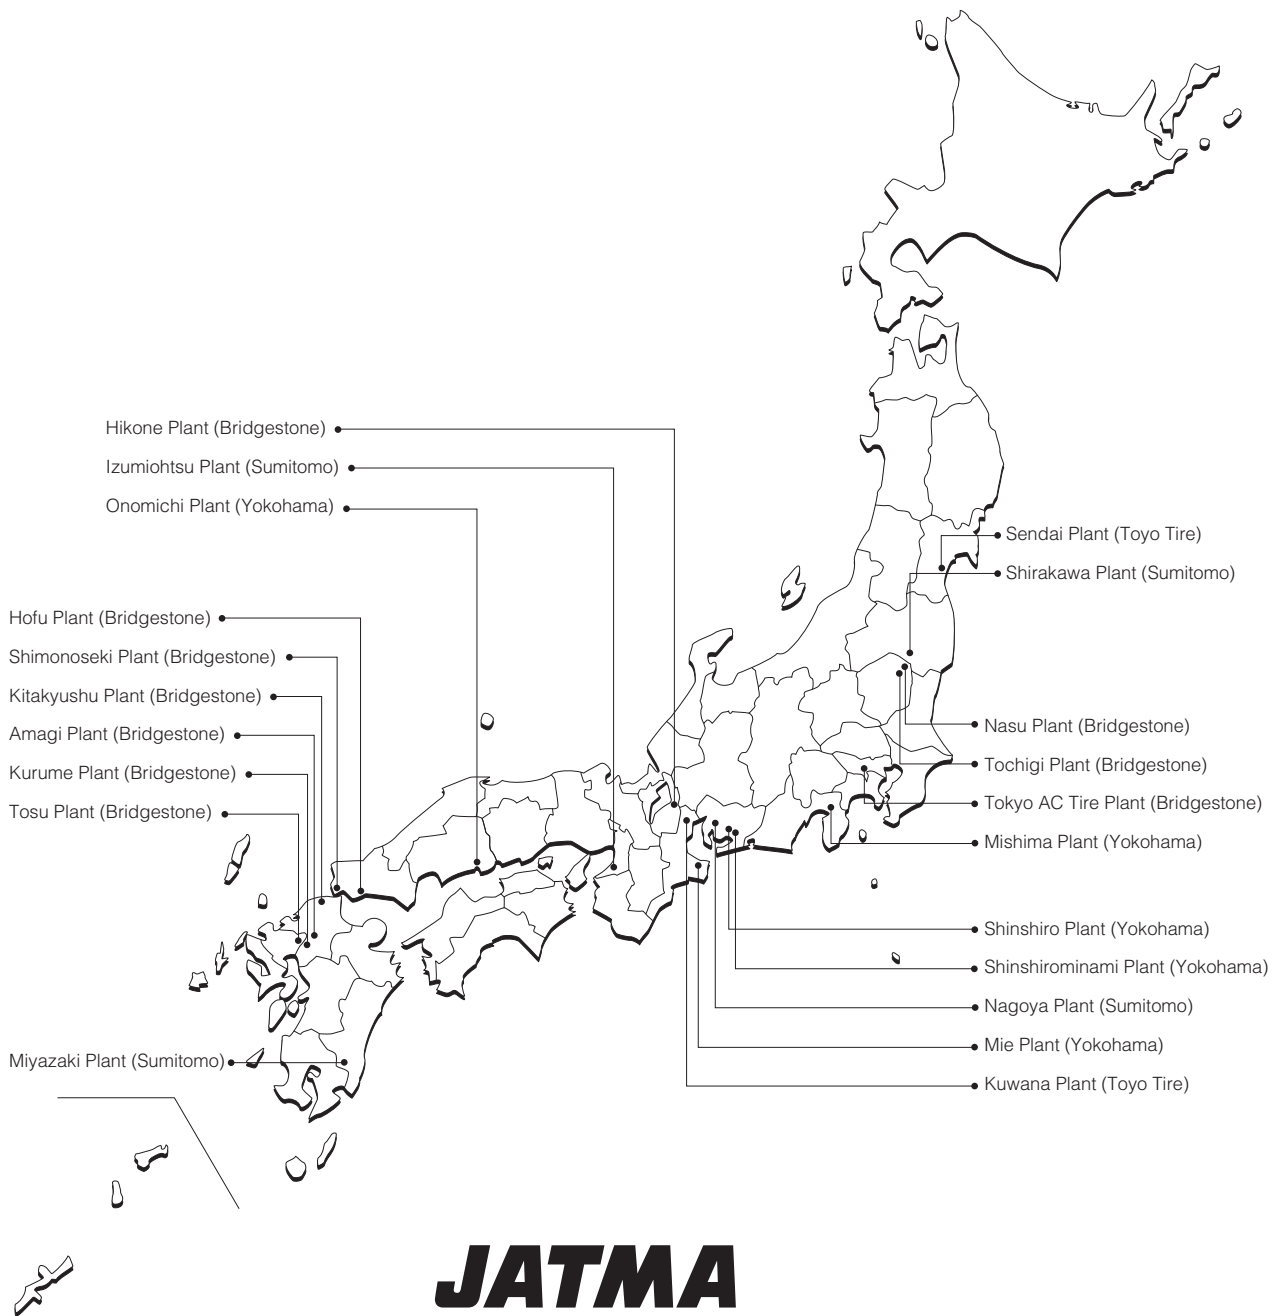 Hikone Plant (Bridgestone)
Izumiohtsu Plant (Sumitomo)
Onomichi Plant (Yokohama)
Sendai Plant (Toyo Tire)
Shirakawa Plant (Sumitomo)
Hofu Plant (Bridgestone)
Shimonoseki Plant (Bridgestone)
Kitakyushu Plant (Bridgestone)
Amagi Plant (Bridgestone)
Kurume Plant (Bridgestone)
Tosu Plant (Bridgestone)
Nasu Plant (Bridgestone)
Tochigi Plant (Bridgestone)
Tokyo AC Tire Plant (Bridgestone)
Mishima Plant (Yokohama)
Shinshiro Plant (Yokohama)
Shinshirominami Plant (Yokohama)
Nagoya Plant (Sumitomo)
Mie Plant (Yokohama)
Kuwana Plant (Toyo Tire)
Miyazaki Plant (Sumitomo)
JATMA